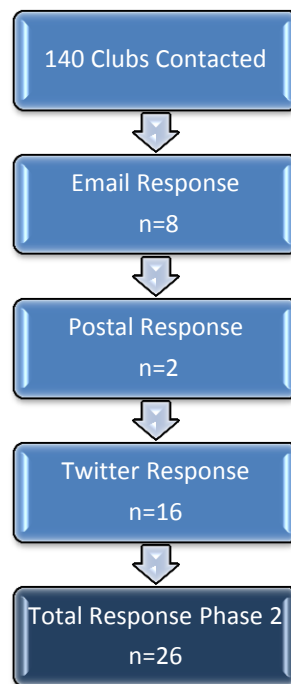 140 Clubs Contacted
Email Response
n=8
Postal Response
n=2
Twitter Response
n=16
Total Response Phase 2
n=26